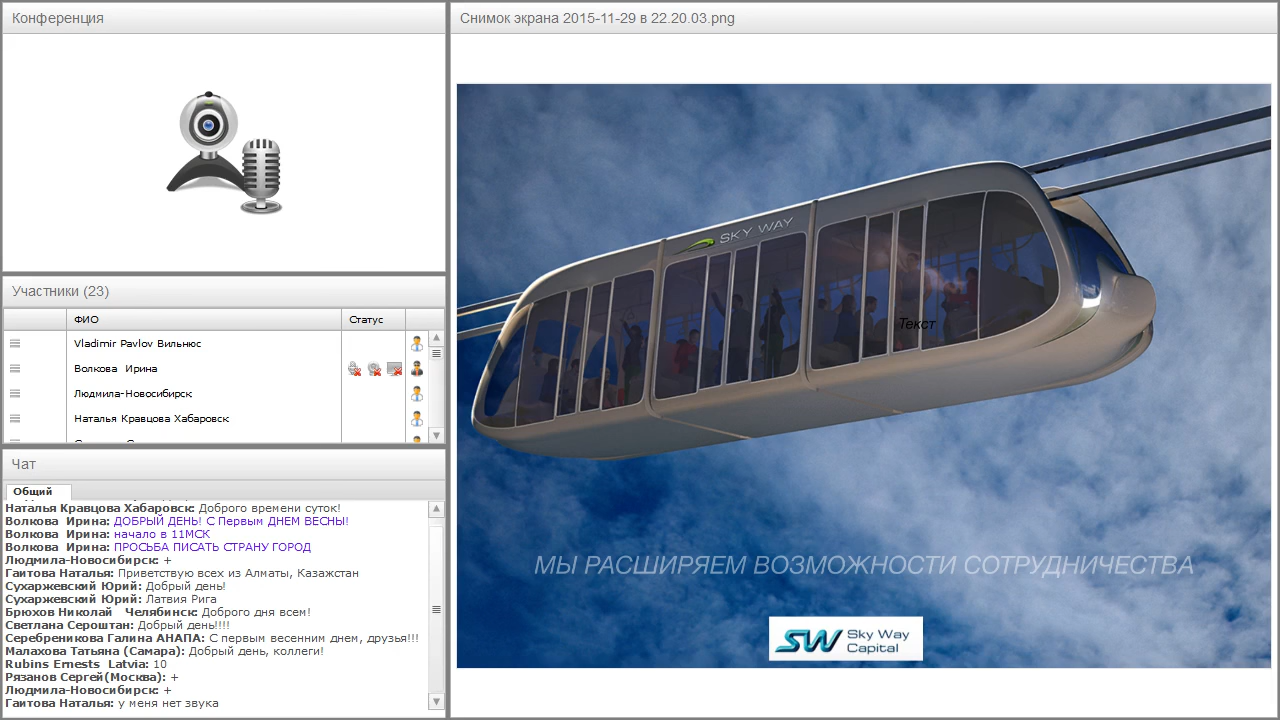 Конференция
Участники (23)
ФИО Статус
Vladimir Pavlov Вильнюс
Волкова Ирина
Людмила-Новосибирск
Наталья Кравцова Хабаровск
Чат
Общий
Наталья Кравцова Хабаровск: Доброго времени суток!
Волкова Ирина: ДОБРЫЙ ДЕНЬ! С Первым ДНЕМ ВЕСНЫ!
Волкова Ирина: начало в 11МСК
Волкова Ирина: ПРОСЬБА ПИСАТЬ СТРАНУ ГОРОД
Людмила-Новосибирск: +
Гаитова Наталья: Приветствую всех из Алматы, Казажстан
Сухаржевский Юрий: Добрый день!
Сухаржевский Юрий: Латвия Рига
Брюхов Николай Челябинск: Доброго дня всем!
Светлана Сероштан: Добрый день!!!!
Серебреникова Галина АНАПА: С первым весенним днем, друзья!!!
Малахова Татьяна (Самара): Добрый день, коллеги!
Rubins Ernests Latvia: 10
Рязанов Сергей(Москва): +
Людмила-Новосибирск: +
Гаитова Наталья: у меня нет звука
Снимок экрана 2015-11-29 в 22.20.03.png
SKY WAY
Текст
МЫ РАСШИРЯЕМ ВОЗМОЖНОСТИ СОТРУДНИЧЕСТВА
SW Sky Way
Capital